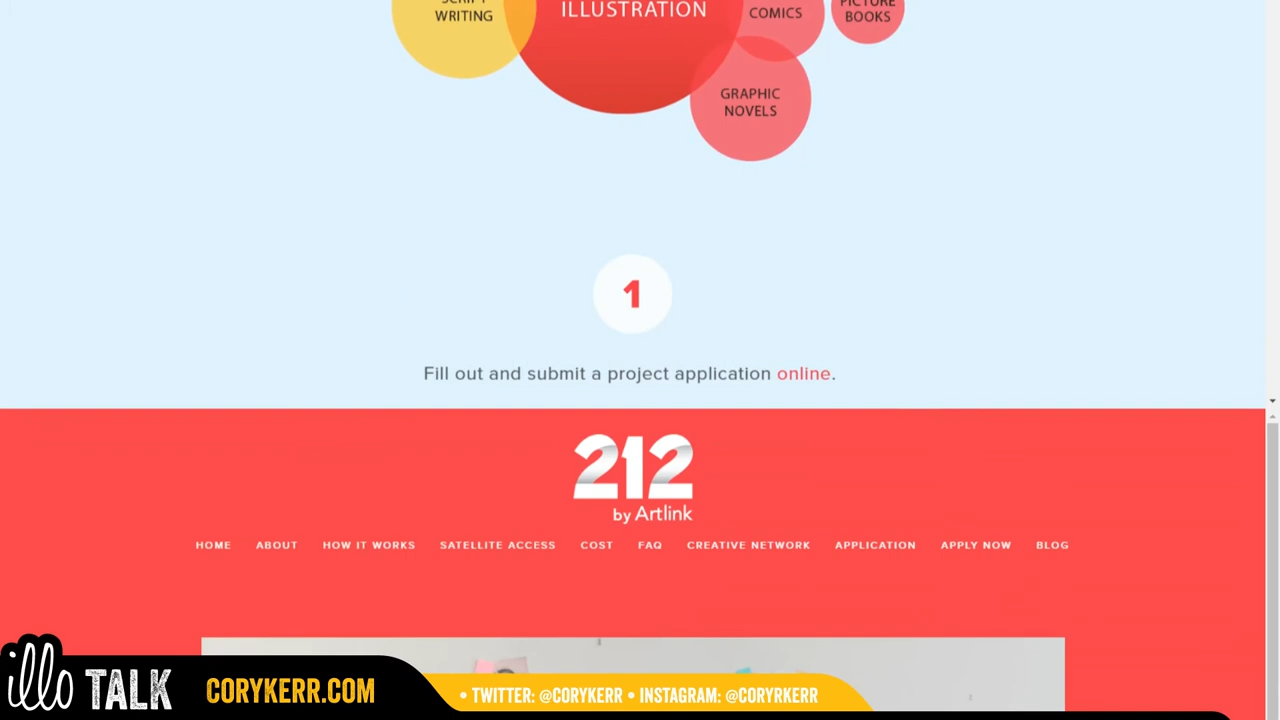 SCRIPT
WRITING
ILLUSTRATION
COMICS
PICTURE
BOOKS
GRAPHIC
NOVELS
1
Fill out and submit a project application online.
212
by Artlink
HOME ABOUT HOW IT WORKS SATELLITE ACCESS COST FAQ CREATIVE NETWORK APPLICATION APPLY NOW BLOG
illo TALK CORYKERR.COM • TWITTER: @CORYKERR • INSTAGRAM: @CORYRKERR